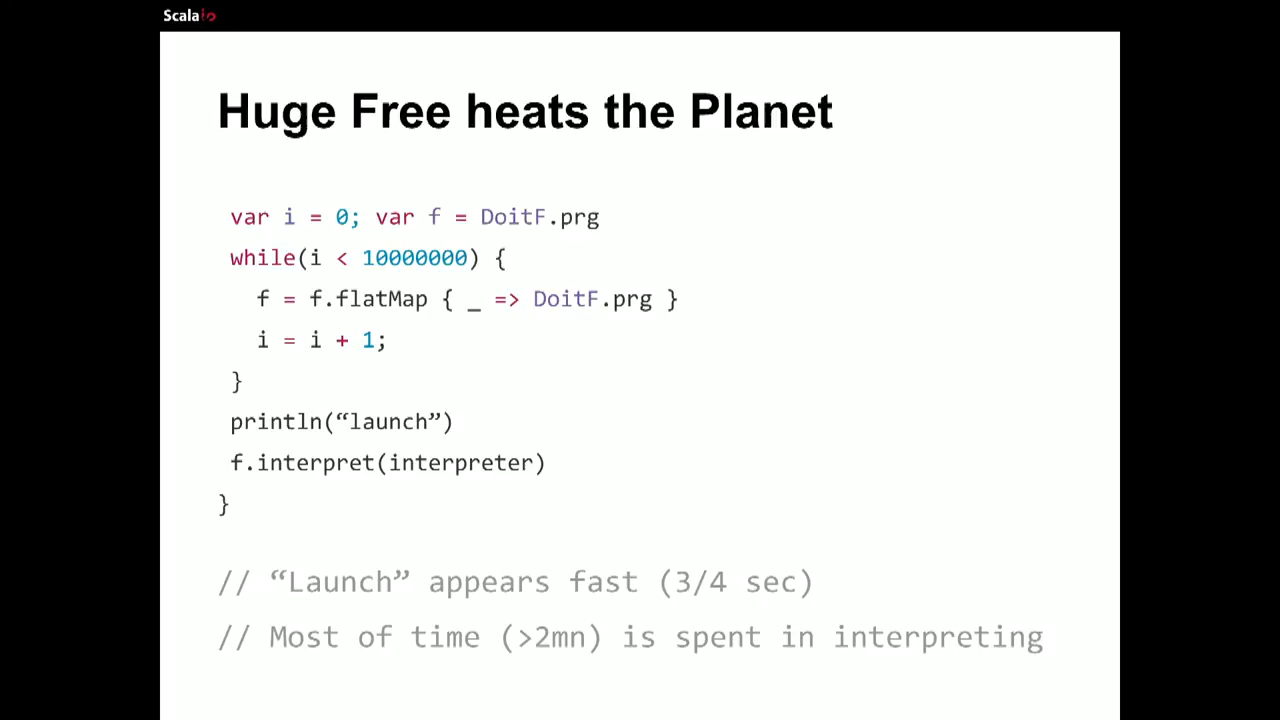 Scalaio
Huge Free heats the Planet
var i = 0; var f = DoitF.prg
while(i < 10000000) {
f = f.flatMap { _ => DoitF.prg }
i = i + 1;
}
println(“launch”)
f.interpret(interpreter)
}
// “Launch” appears fast (3/4 sec)
// Most of time (>2mn) is spent in interpreting